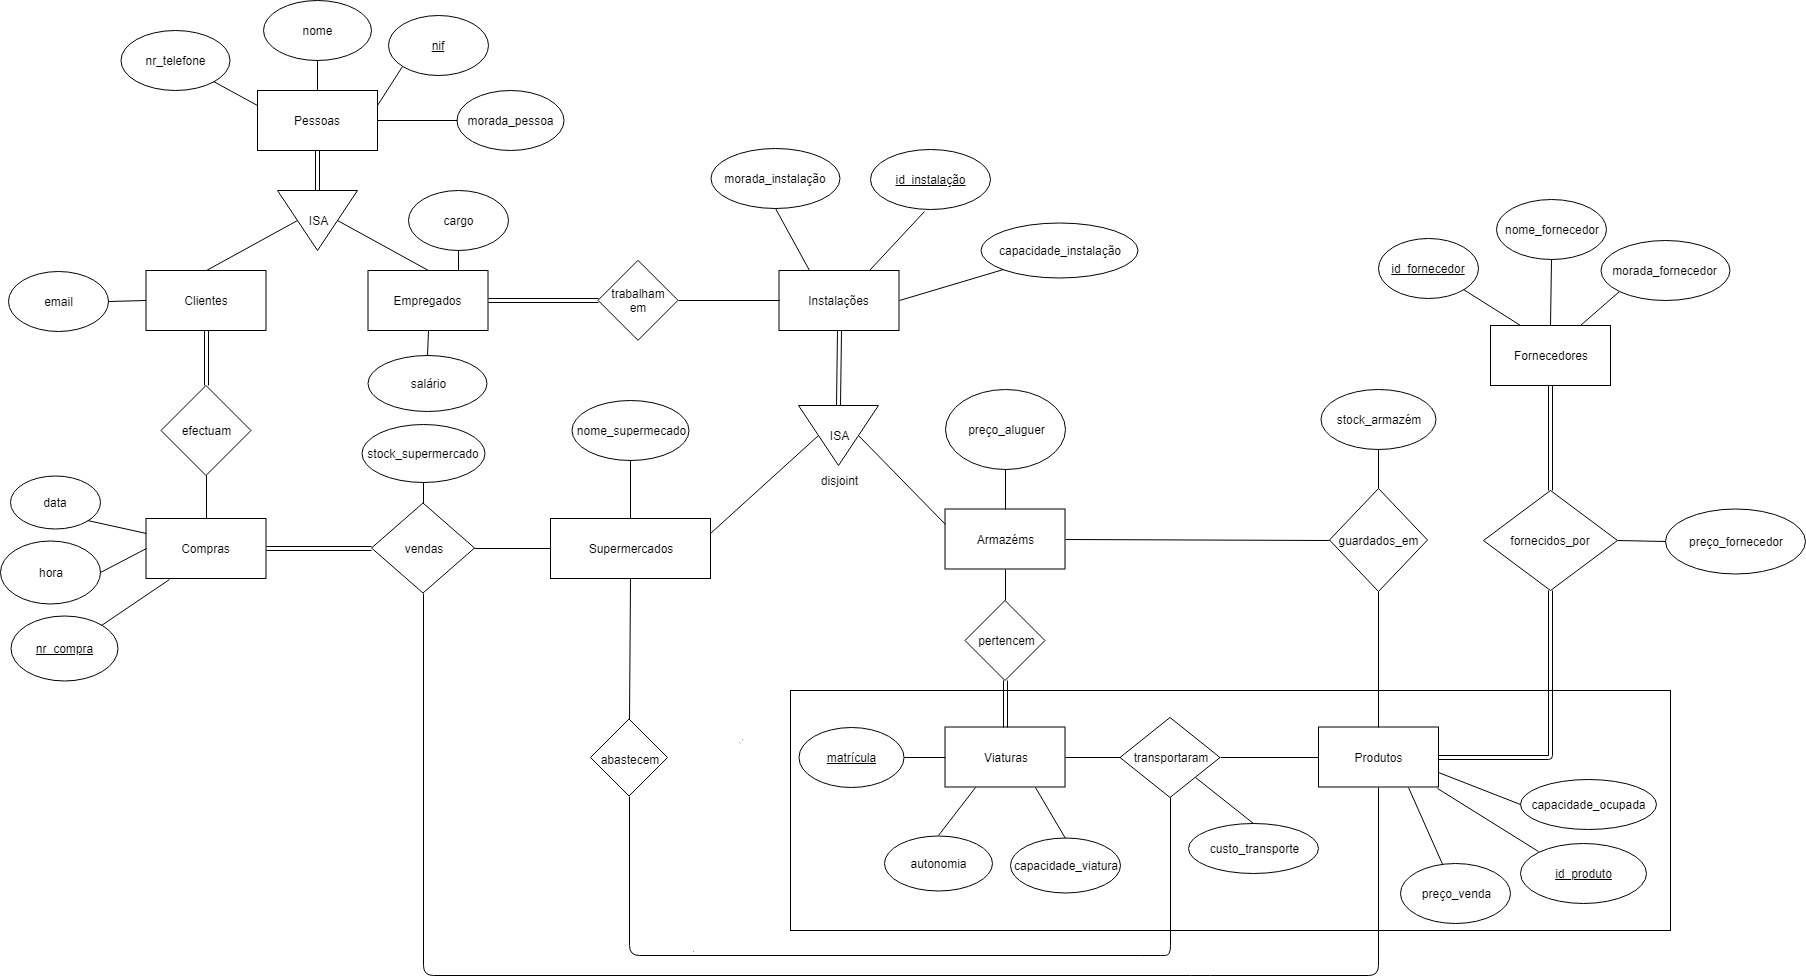 nome
nif
nr_telefone
Pessoas
morada_pessoa
morada_instalação
id_instalação
ISA
cargo
nome_fornecedor
capacidade_instalação
id_fornecedor
morada_fornecedor
email
Clientes
Empregados
trabalham
em
Instalações
Fornecedores
salário
efectuam
nome_supermecado
ISA
preço_aluguer
stock_armazém
stock_supermercado
disjoint
data
Compras
vendas
Supermercados
Armazéms
guardados_em
fornecidos_por
preço_fornecedor
hora
nr_compra
pertencem
abastecem
matrícula
Viaturas
transportaram
Produtos
capacidade_ocupada
autonomia
capacidade_viatura
custo_transporte
id_produto
preço_venda